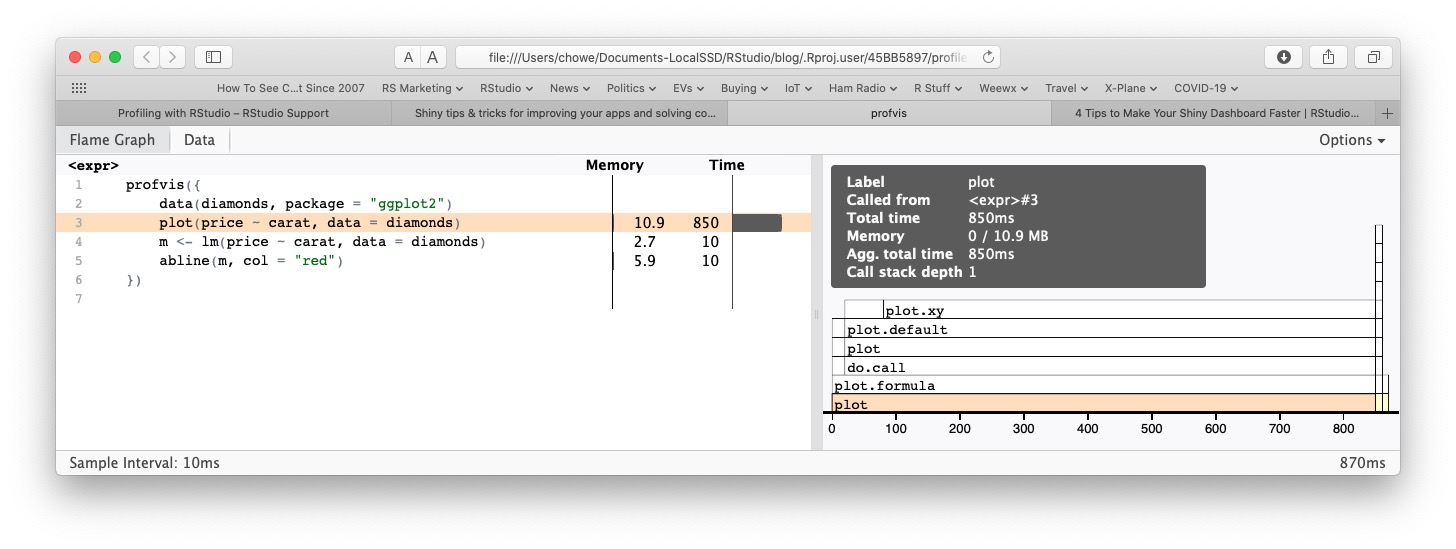 A A file:///Users/chowe/Documents-LocalSSD/RStudio/blog/.Rproj.user/45BB5897/profile
How To See C...t Since 2007 RS Marketing RStudio News Politics EVs Buying IoT Ham Radio R Stuff Weewx Travel X-Plane COVID-19
Profiling with RStudio – RStudio Support Shiny tips & tricks for improving your apps and solving co... profvis 4 Tips to Make Your Shiny Dashboard Faster | RStudio... +
Flame Graph Data Options
<expr> Memory Time
1 profvis({
2 data(diamonds, package = "ggplot2")
3 plot(price ~ carat, data = diamonds) 10.9 850
4 m <- lm(price ~ carat, data = diamonds) 2.7 10
5 abline(m, col = "red") 5.9 10
6 })
7
Label plot
Called from <expr>#3
Total time 850ms
Memory 0 / 10.9 MB
Agg. total time 850ms
Call stack depth 1
plot.xy
plot.default
plot
do.call
plot.formula
plot
0 100 200 300 400 500 600 700 800
Sample Interval: 10ms 870ms